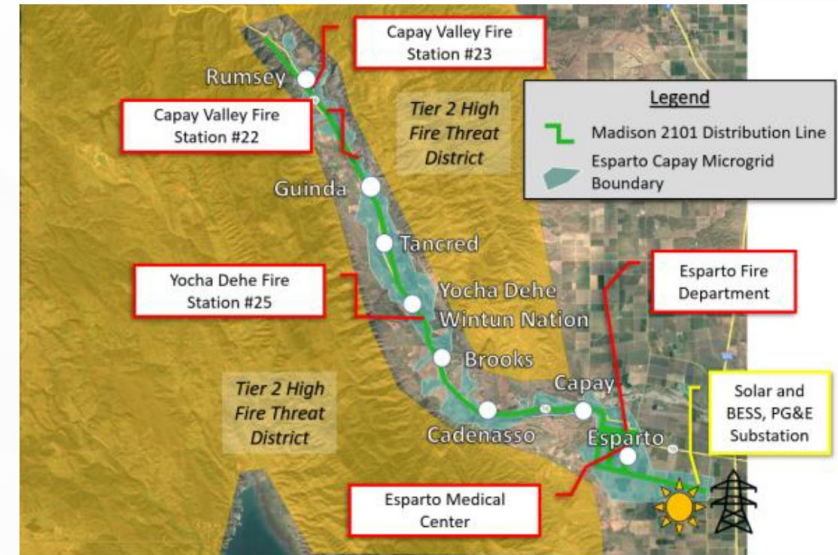 Capay Valley Fire
Station #23
Rumsey
Capay Valley Fire
Station #22
Tier 2 High
Fire Threat
District
Legend
Madison 2101 Distribution Line
Esparto Capay Microgrid
Boundary
Guinda
Tancred
Yocha Dehe Fire
Station #25
Yocha Dehe
Wintun Nation
Esparto Fire
Department
Brooks
Tier 2 High
Fire Threat
District
Capay
Cadenasso
Esparto
Solar and
BESS, PG&E
Substation
Esparto Medical
Center